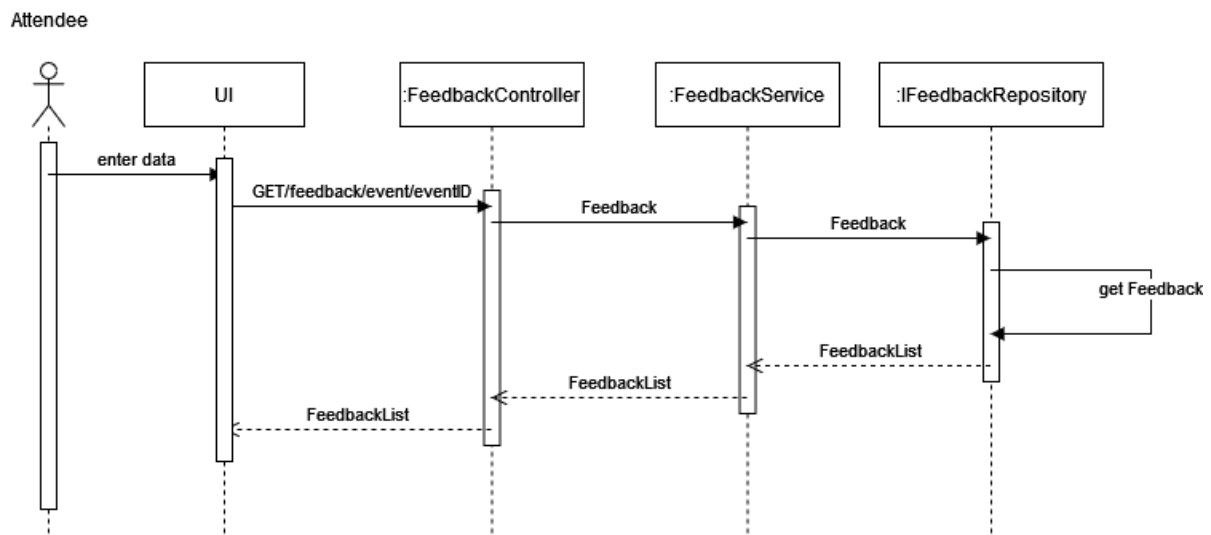 Attendee
UI
:FeedbackController
:FeedbackService
:IFeedbackRepository
enter data
GET/feedback/event/eventID
Feedback
Feedback
get Feedback
FeedbackList
FeedbackList
FeedbackList